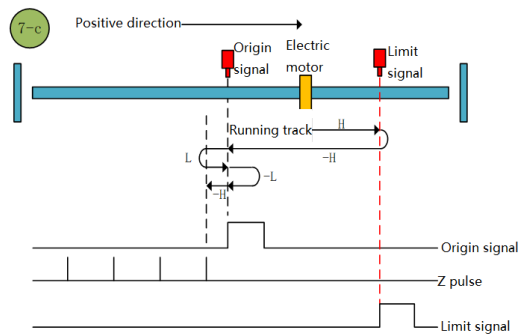 7-c
Positive direction
Origin
signal
Electric
motor
Limit
signal
Running track
H
-H
L
-L
-H
Origin signal
Z pulse
Limit signal